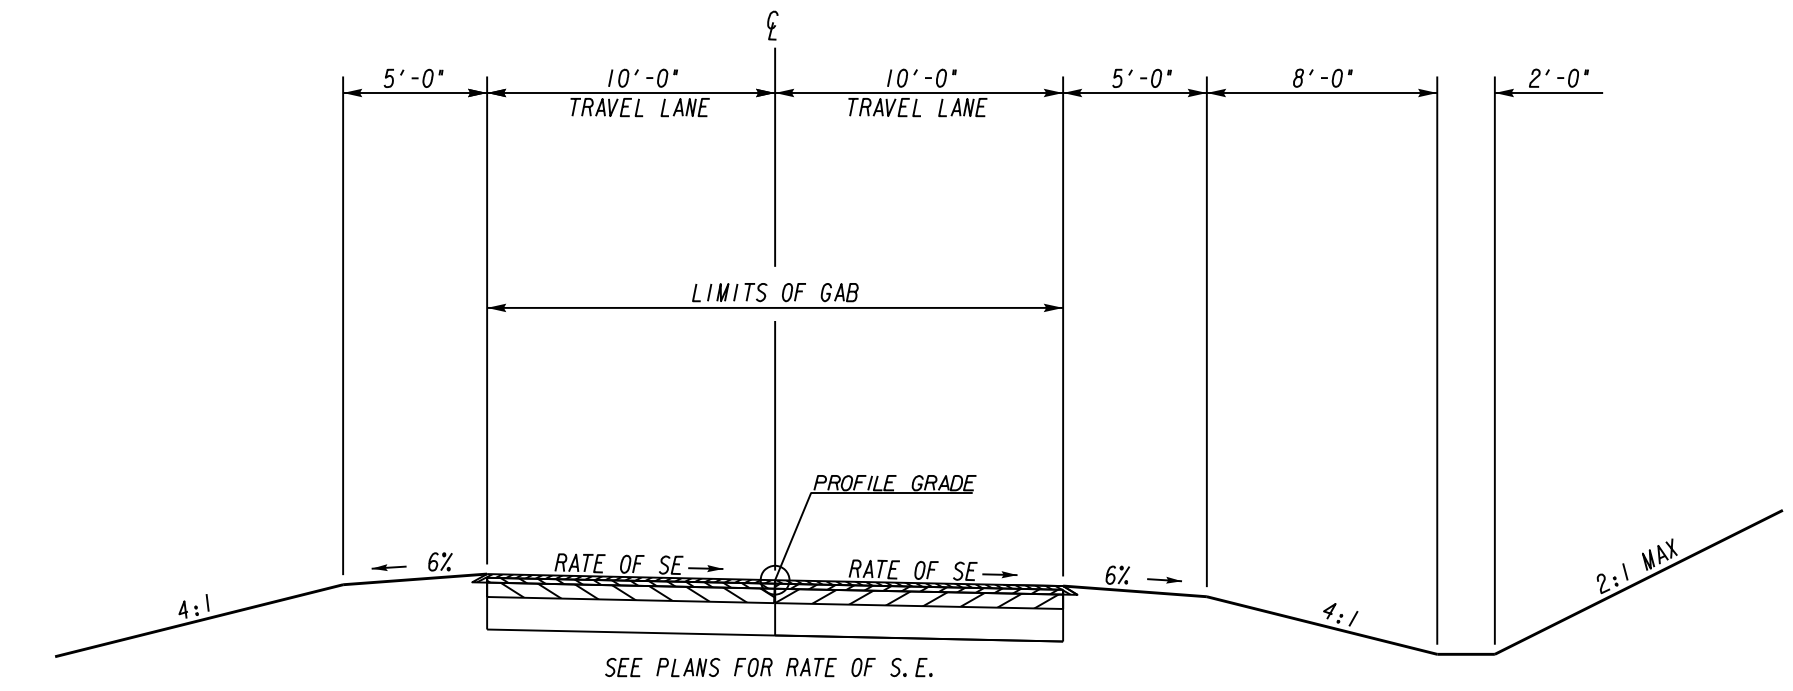 ℄
5'-0" 10'-0" 10'-0" 5'-0" 8'-0" 2'-0"
TRAVEL LANE TRAVEL LANE
LIMITS OF GAB
PROFILE GRADE
6% RATE OF SE RATE OF SE 6%
4:1 4:1 2:1 MAX
SEE PLANS FOR RATE OF S.E.